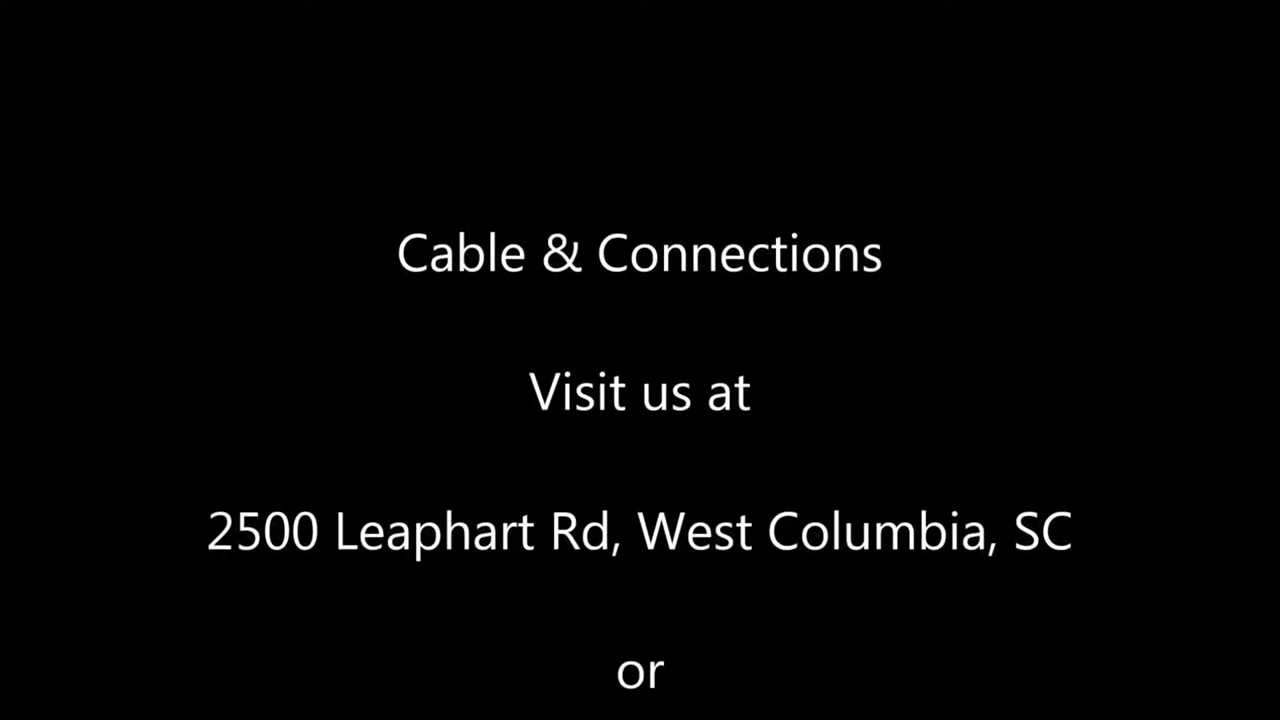 Cable & Connections
Visit us at
2500 Leaphart Rd, West Columbia, SC
or